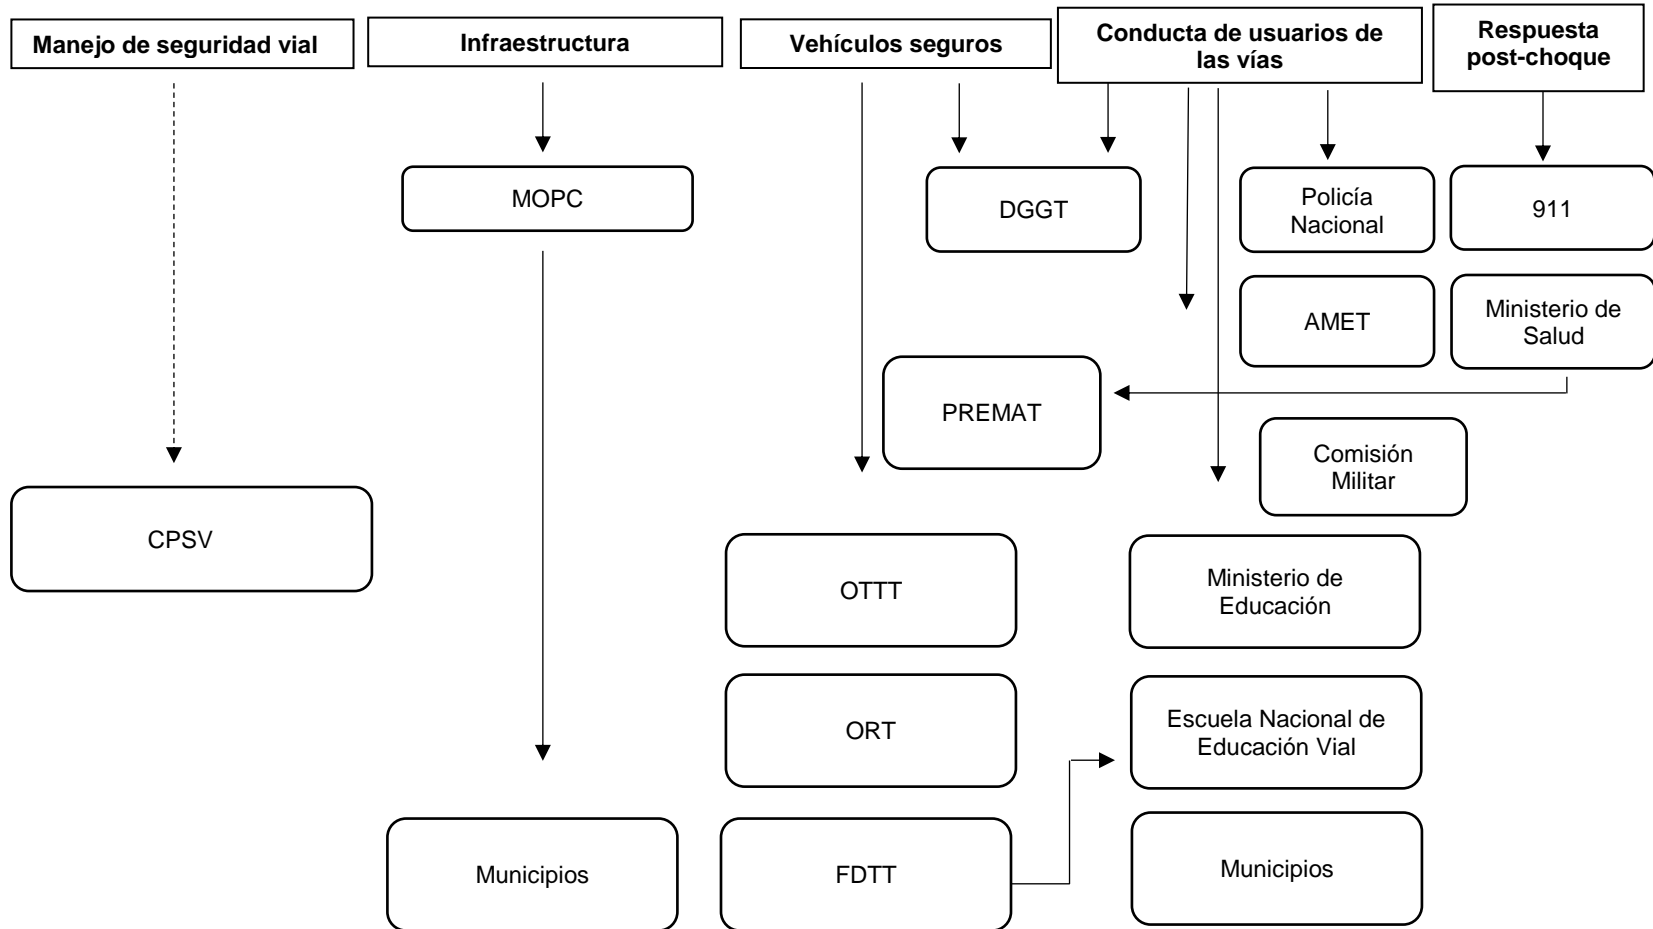 Manejo de seguridad vial
Infraestructura
Vehículos seguros
Conducta de usuarios de
las vías
Respuesta
post-choque
MOPC
DGGT
Policía
Nacional
911
AMET
Ministerio de
Salud
PREMAT
Comisión
Militar
CPSV
OTTT
Ministerio de
Educación
ORT
Escuela Nacional de
Educación Vial
Municipios
FDTT
Municipios